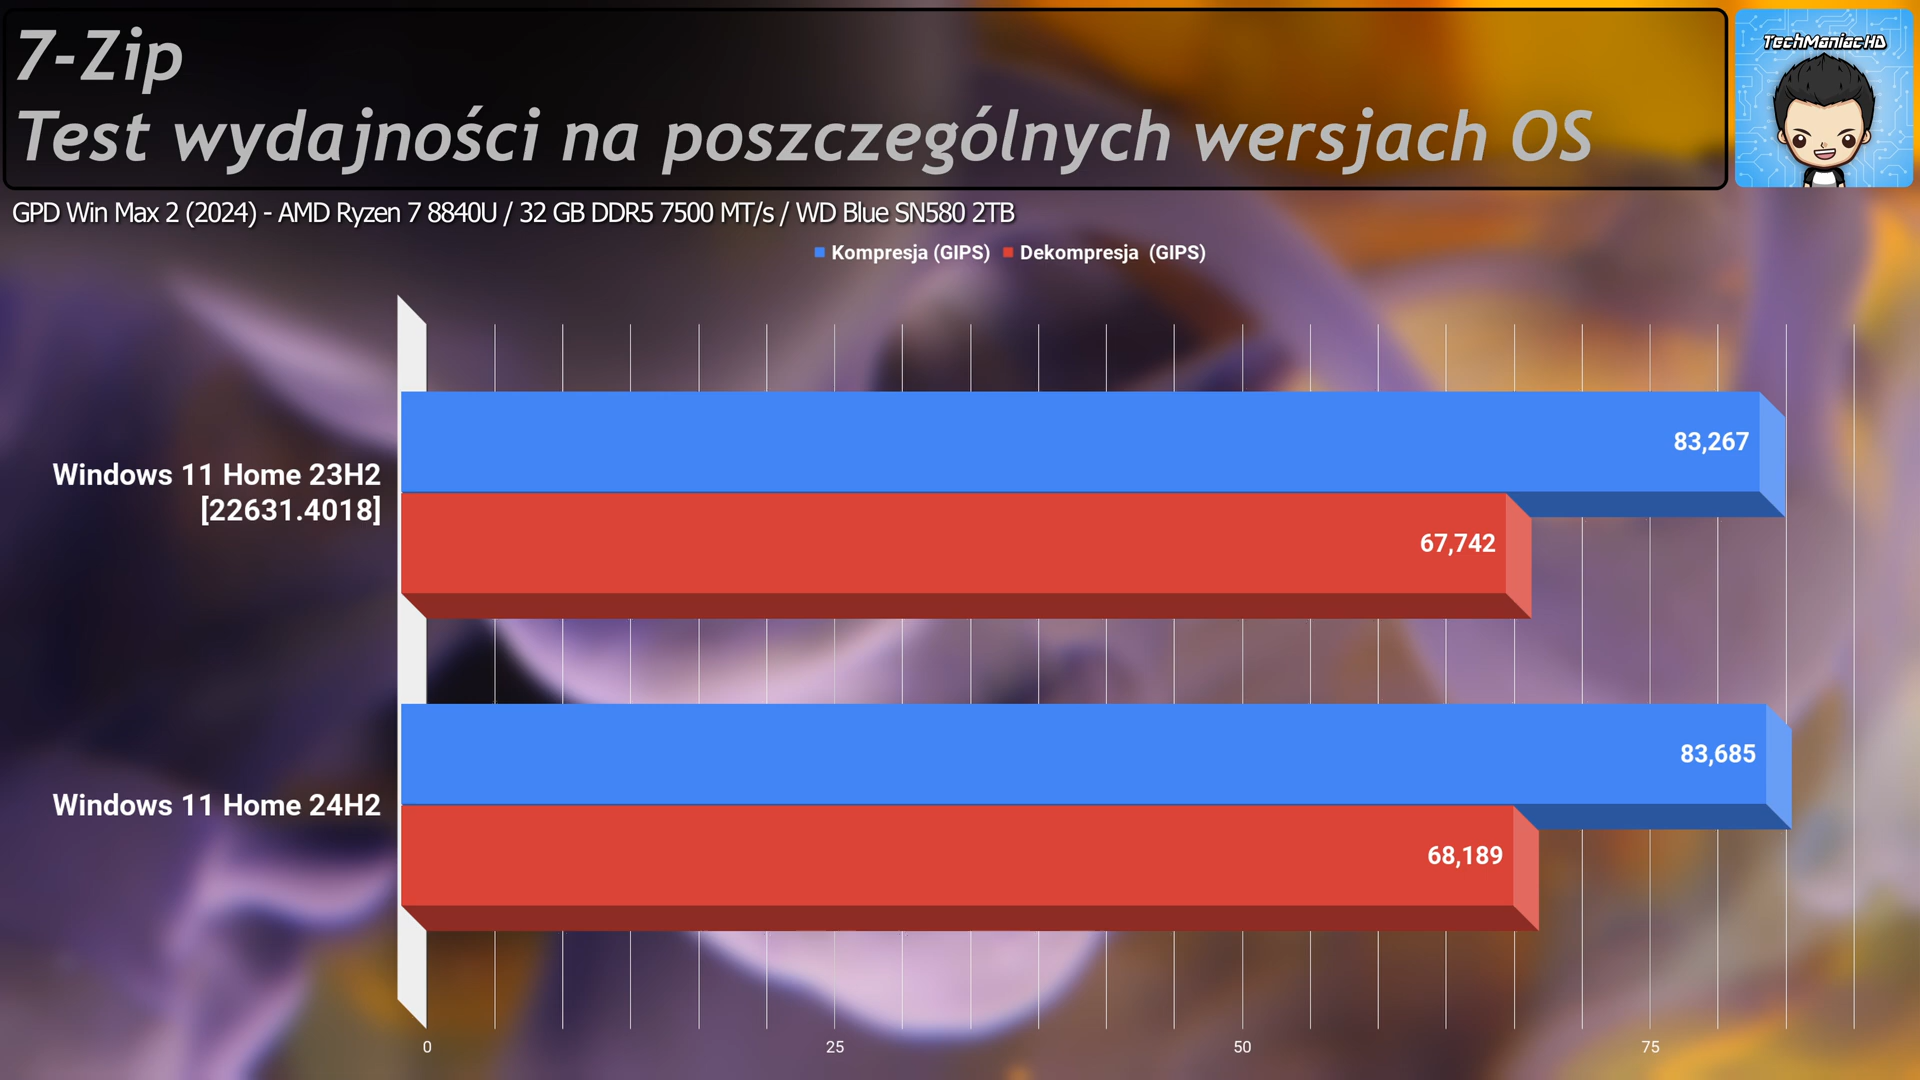 7-Zip
Test wydajności na poszczególnych wersjach OS
TechManiacHD
GPD Win Max 2 (2024) - AMD Ryzen 7 8840U / 32 GB DDR5 7500 MT/s / WD Blue SN580 2TB
Kompresja (GIPS) Dekompresja (GIPS)
83,267
Windows 11 Home 23H2
[22631.4018]
67,742
83,685
Windows 11 Home 24H2
68,189
0 25 50 75